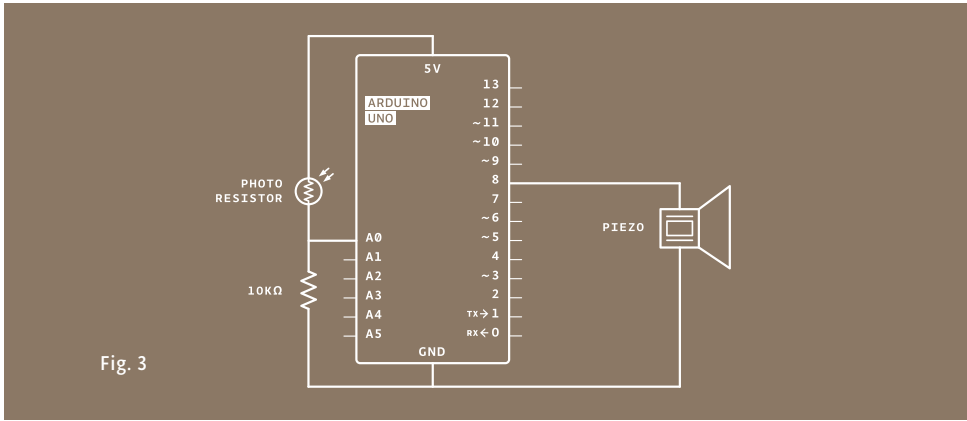 5V
ARDUINO
UNO
13
12
~11
~10
~9
8
7
~6
~5
4
~3
2
TX→1
RX←0
PHOTO
RESISTOR
A0
A1
A2
A3
A4
A5
10KΩ
GND
PIEZO
Fig. 3